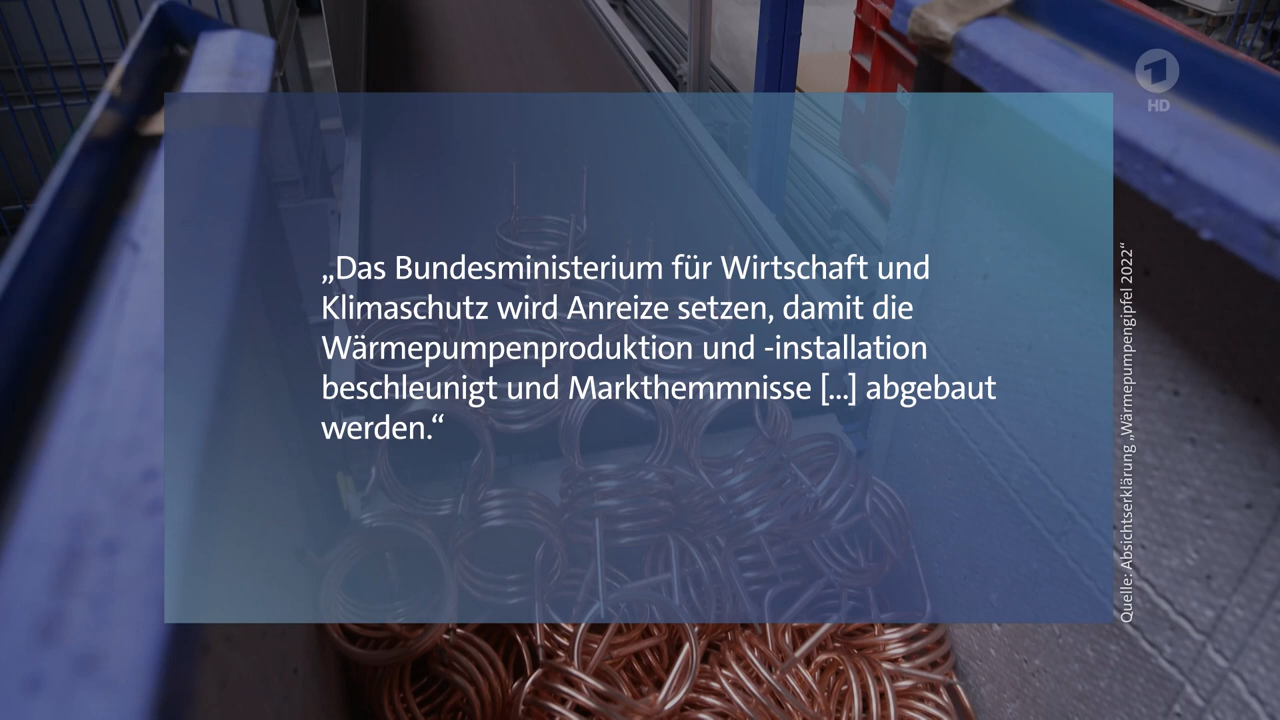 „Das Bundesministerium für Wirtschaft und
Klimaschutz wird Anreize setzen, damit die
Wärmepumpenproduktion und -installation
beschleunigt und Markthemmnisse [...] abgebaut
werden.“
Quelle: Absichtserklärung „Wärmepumpengipfel 2022“
1
HD